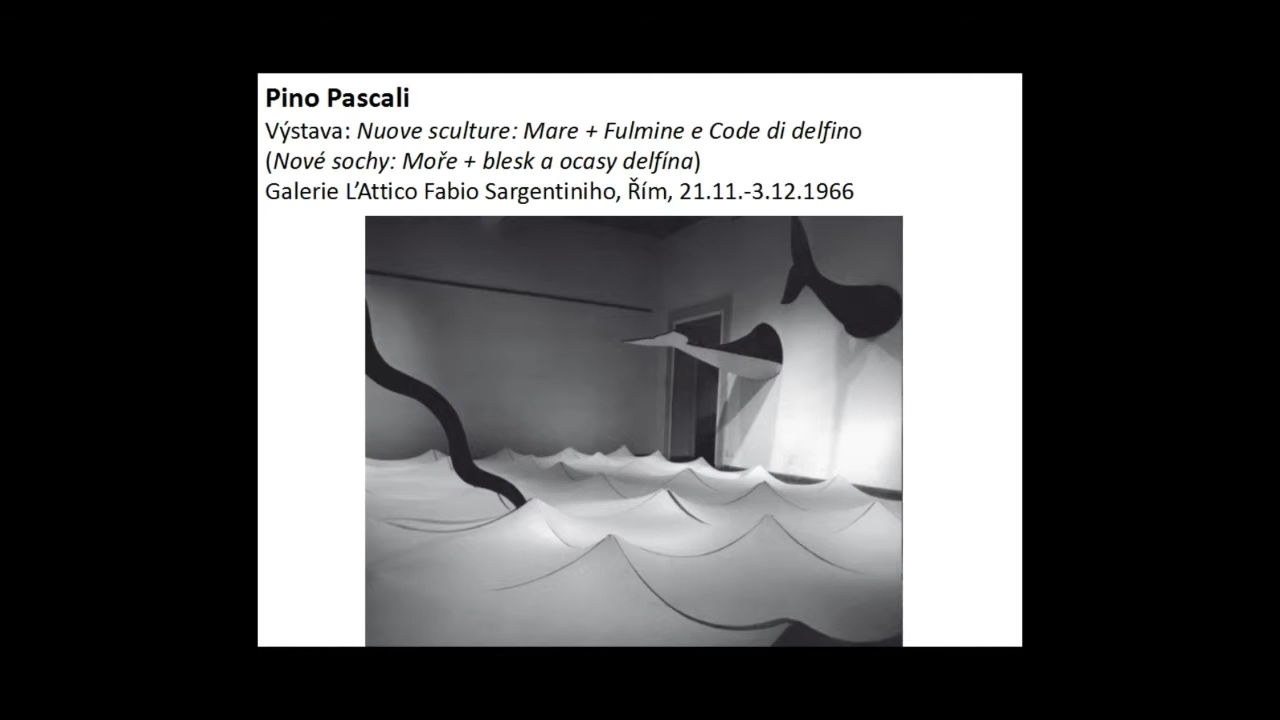 Pino Pascali
Výstava: Nuove sculture: Mare + Fulmine e Code di delfino
(Nové sochy: Moře + blesk a ocasy delfína)
Galerie L’Attico Fabio Sargentiniho, Řím, 21.11.-3.12.1966